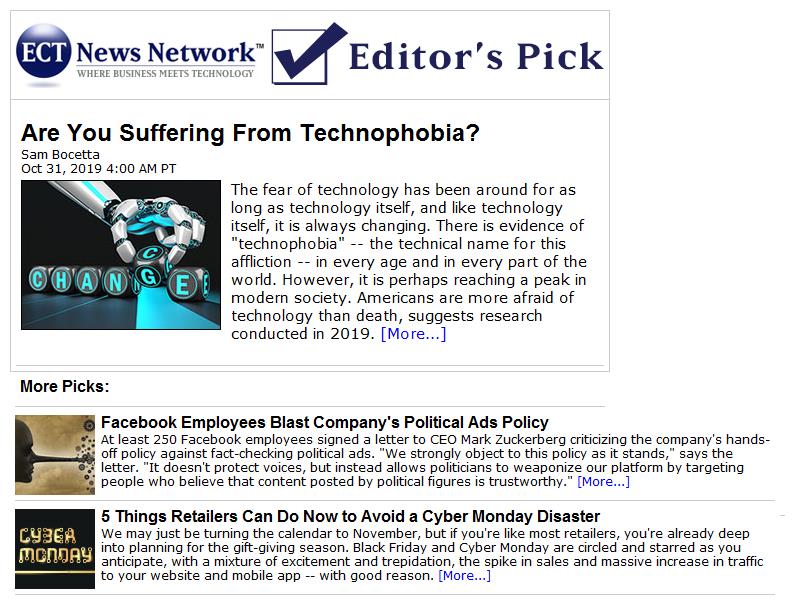 ECT News Network™
WHERE BUSINESS MEETS TECHNOLOGY
Editor's Pick
Are You Suffering From Technophobia?
Sam Bocetta
Oct 31, 2019 4:00 AM PT
C H A N G E
C
The fear of technology has been around for as
long as technology itself, and like technology
itself, it is always changing. There is evidence of
"technophobia" -- the technical name for this
affliction -- in every age and in every part of the
world. However, it is perhaps reaching a peak in
modern society. Americans are more afraid of
technology than death, suggests research
conducted in 2019. [More...]
More Picks:
Facebook Employees Blast Company's Political Ads Policy
At least 250 Facebook employees signed a letter to CEO Mark Zuckerberg criticizing the company's hands-
off policy against fact-checking political ads. "We strongly object to this policy as it stands," says the
letter. "It doesn't protect voices, but instead allows politicians to weaponize our platform by targeting
people who believe that content posted by political figures is trustworthy." [More...]
CYBER
MONDAY
5 Things Retailers Can Do Now to Avoid a Cyber Monday Disaster
We may just be turning the calendar to November, but if you're like most retailers, you're already deep
into planning for the gift-giving season. Black Friday and Cyber Monday are circled and starred as you
anticipate, with a mixture of excitement and trepidation, the spike in sales and massive increase in traffic
to your website and mobile app -- with good reason. [More...]